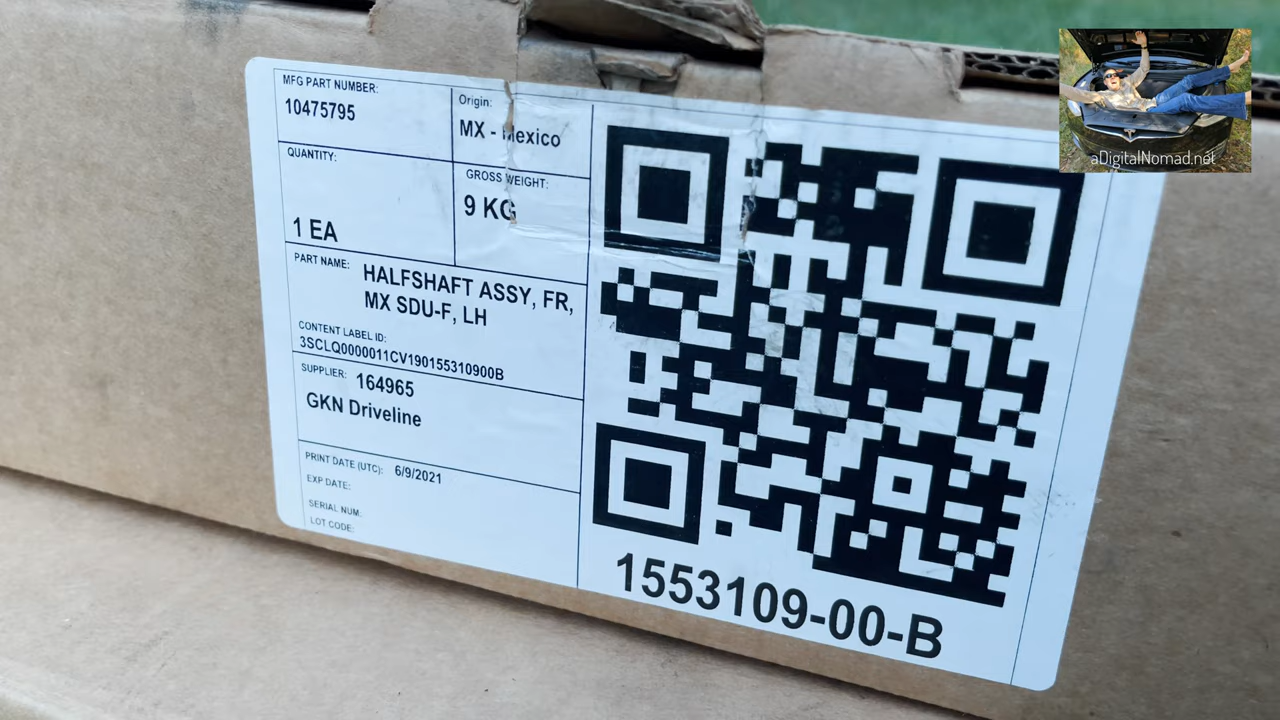 MFG PART NUMBER:
10475795
Origin:
MX - Mexico
QUANTITY:
1 EA
GROSS WEIGHT:
9 KG
PART NAME: HALFSHAFT ASSY, FR,
MX SDU-F, LH
CONTENT LABEL ID:
3SCLQ0000011CV190155310900B
SUPPLIER: 164965
GKN Driveline
PRINT DATE (UTC): 6/9/2021
EXP DATE:
SERIAL NUM:
LOT CODE:
1553109-00-B
aDigitalNomad.net